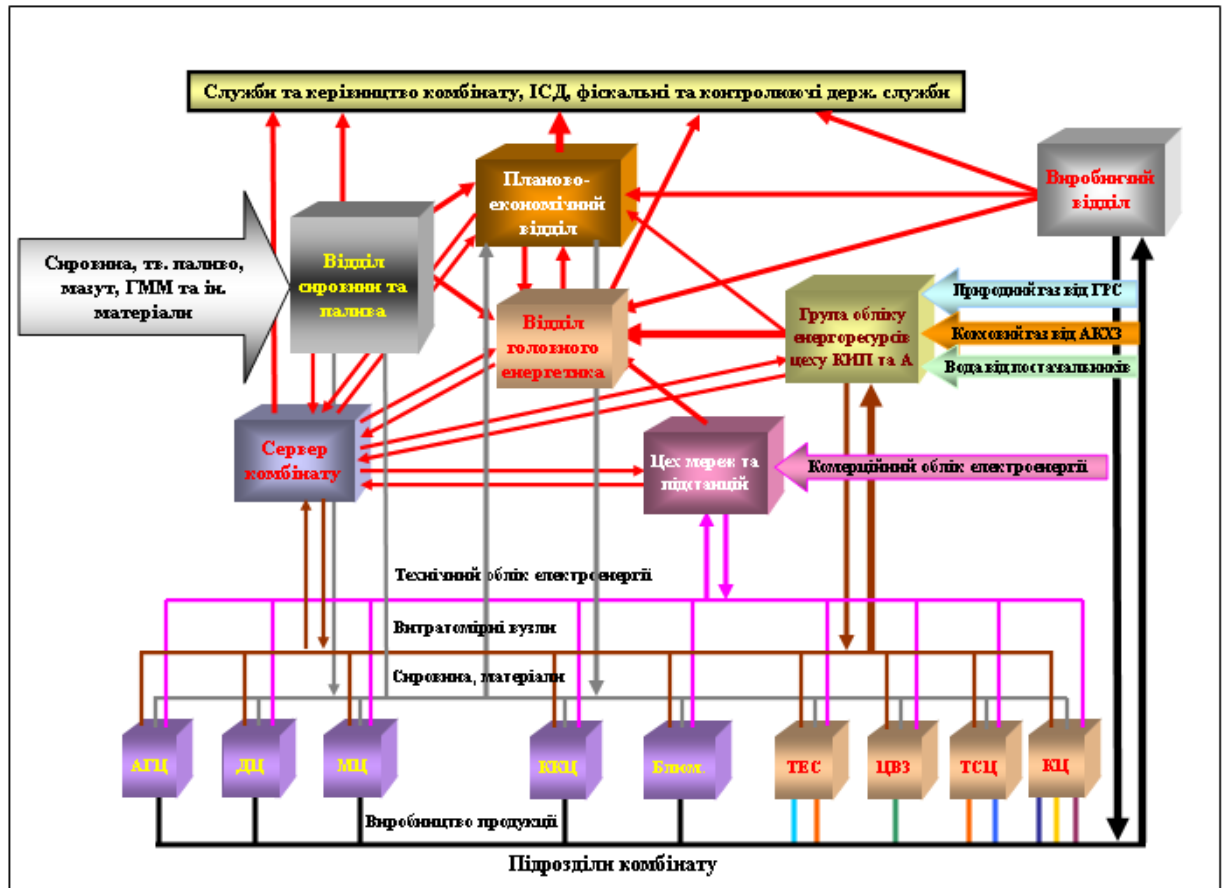 Служби та керівництво комбінату, ІСД, фіскальні та контролюючі держ. служби
Планово-
економічний
відділ
Виробничий
відділ
Сировина, тв. паливо,
мазут, ГММ та ін.
матеріали
Відділ
сировини та
палива
Відділ
головного
енергетика
Група обліку
енергоресурсів
цеху КИП та А
Природний газ від ГРС
Коксовий газ від АКХЗ
Вода від постачальників
Сервер
комбінату
Цех мереж та
підстанцій
Комерційний облік електроенергії
Технічний облік електроенергії
Витратомірні вузли
Сировина, матеріали
АГЦ
ДЦ
МЦ
ККЦ
Блюм.
ТЕС
ЦВЗ
ТСЦ
КЦ
Виробництво продукції
Підрозділи комбінату